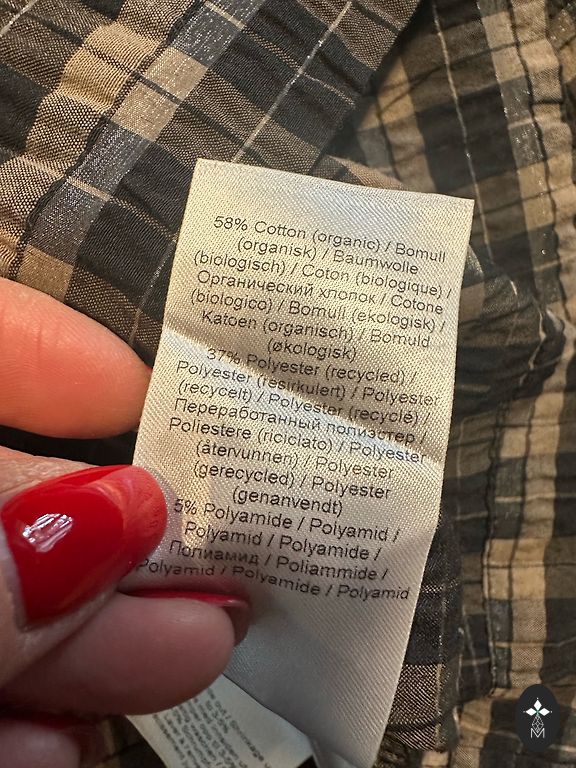 58% Cotton (organic) / Bomull
(organisk) / Baumwolle
(biologisch) / Coton (biologique) /
Органический хлопок / Cotone
(biologico) / Bomull (ekologisk) /
Katoen (organisch) / Bomuld
(økologisk)
37% Polyester (recycled) /
Polyester (resirkulert) / Polyester
(recycelt) / Polyester (recyclé) /
Переработанный полиэстер /
Poliestere (riciclato) / Polyester
(återvunnen) / Polyester
(gerecycled) / Polyester
(genanvendt)
5% Polyamide / Polyamid /
Polyamid / Polyamide /
Полиамид / Poliammide /
Polyamid / Polyamide / Polyamid